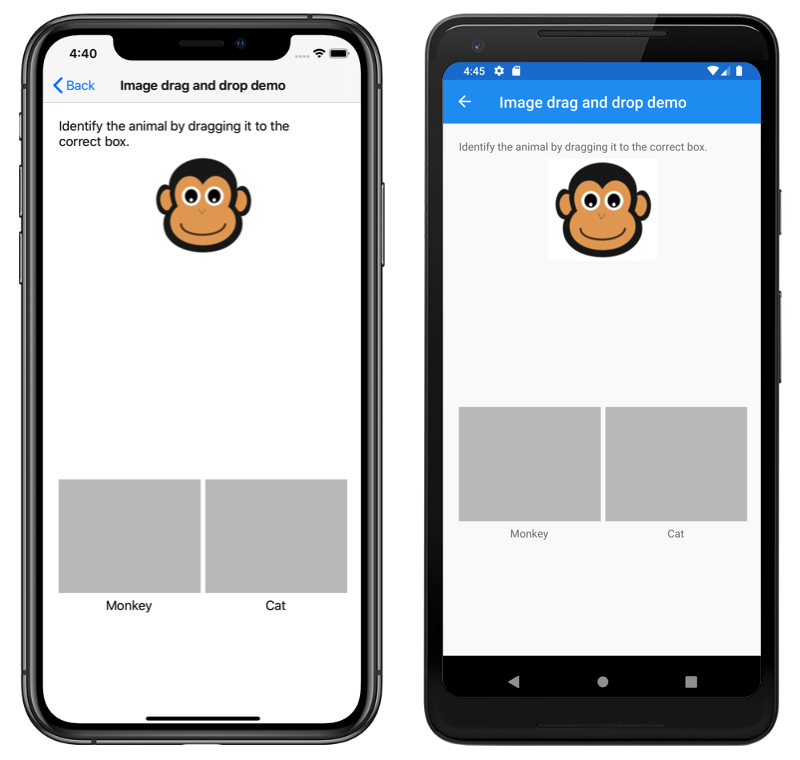 4:40
Back
Image drag and drop demo
Identify the animal by dragging it to the
correct box.
Monkey
Cat
4:45
Image drag and drop demo
Identify the animal by dragging it to the correct box.
Monkey
Cat